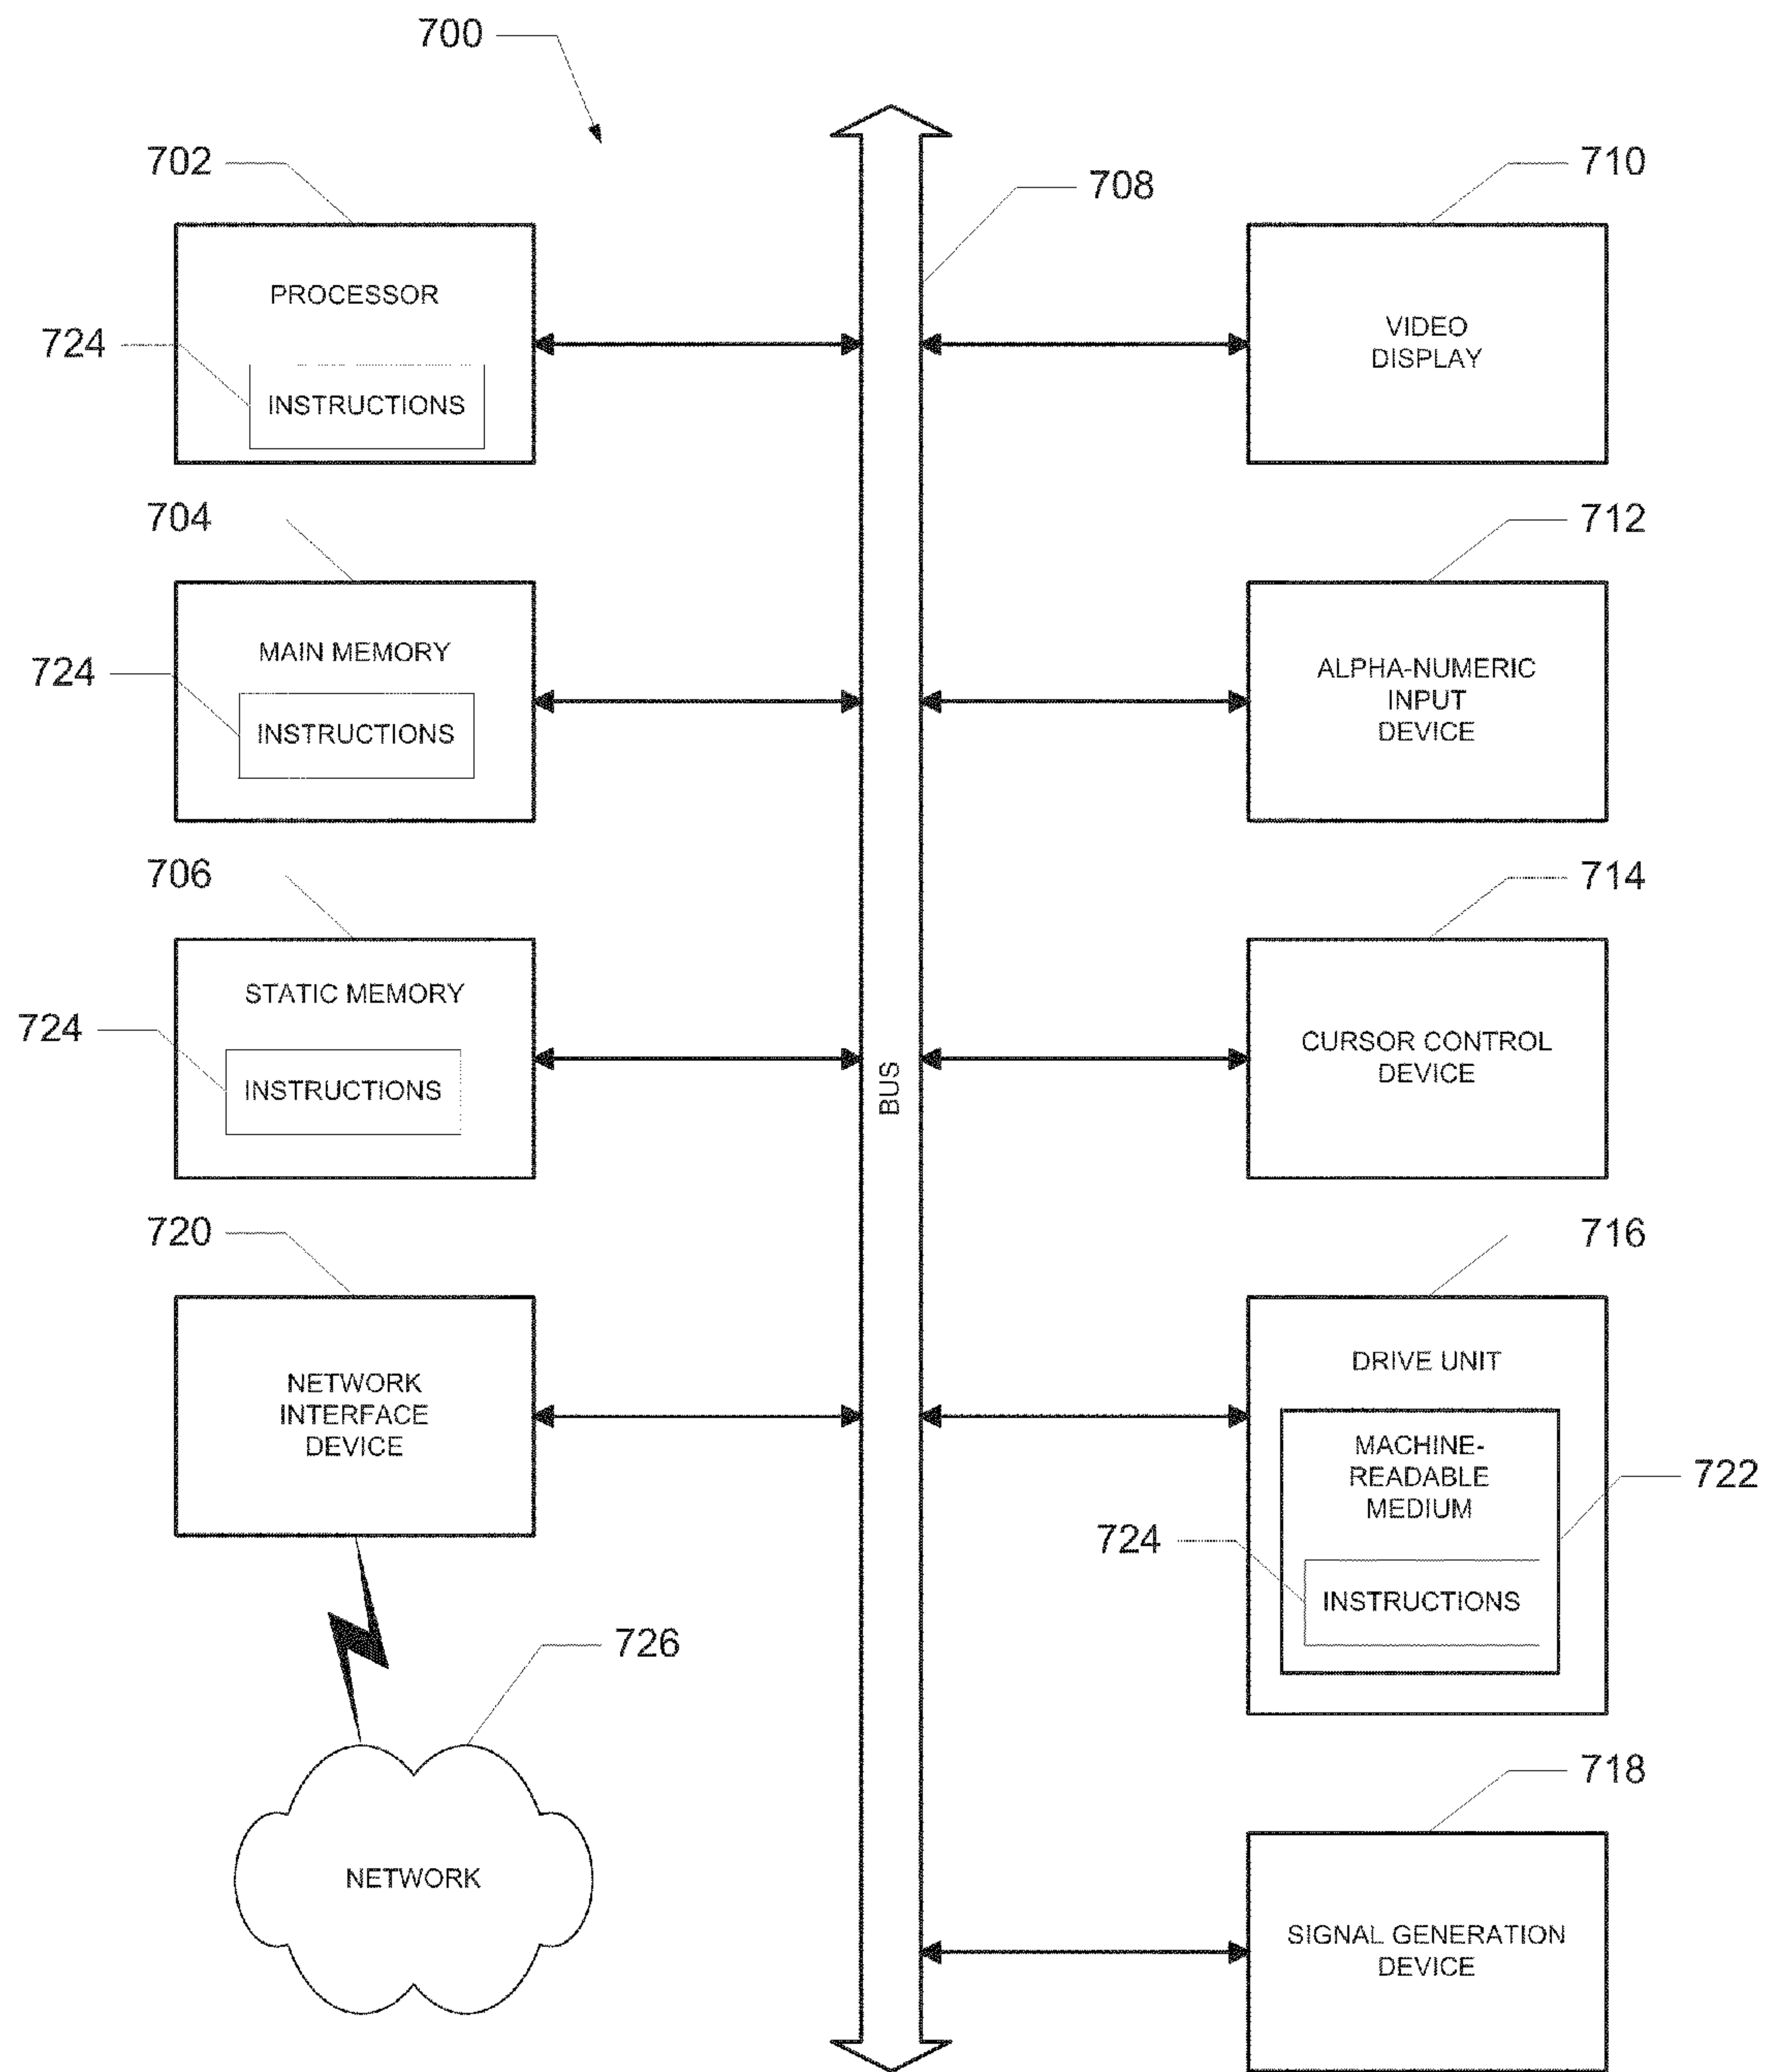 700
702
708
710
PROCESSOR
724
INSTRUCTIONS
VIDEO
DISPLAY
704
712
MAIN MEMORY
724
INSTRUCTIONS
ALPHA-NUMERIC
INPUT
DEVICE
706
714
STATIC MEMORY
724
INSTRUCTIONS
BUS
CURSOR CONTROL
DEVICE
720
716
NETWORK
INTERFACE
DEVICE
DRIVE UNIT
MACHINE-
READABLE
MEDIUM
722
724
INSTRUCTIONS
726
NETWORK
718
SIGNAL GENERATION
DEVICE